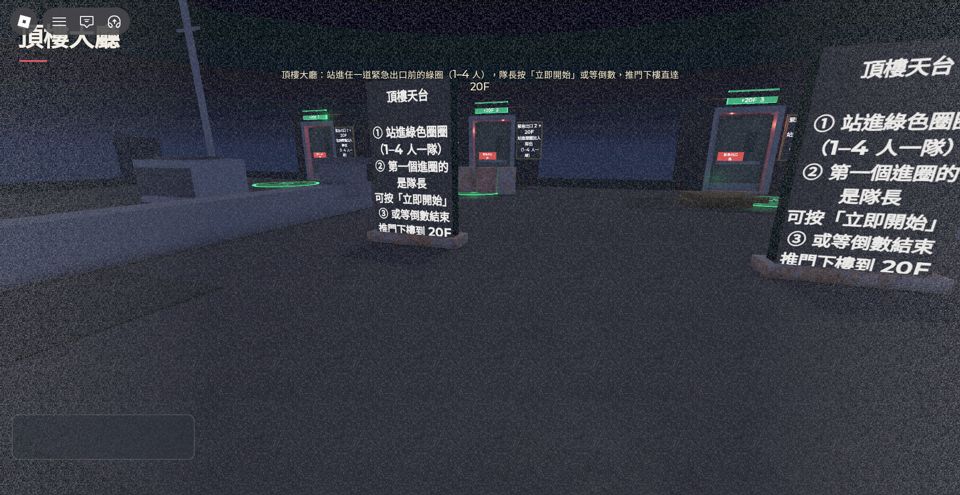 頂樓大廳
頂樓大廳：站進任一道緊急出口前的綠圈（1–4 人），隊長按「立即開始」或等倒數，推門下樓直達
20F
頂樓天台
① 站進綠色圈圈
（1–4 人一隊）
② 第一個進圈的
是隊長
可按「立即開始」
③ 或等倒數結束
推門下樓到 20F
頂樓天台
① 站進綠色圈圈
（1–4 人一隊）
② 第一個進圈的
是隊長
可按「立即開始」
③ 或等倒數結束
推門下樓到 20F
20F